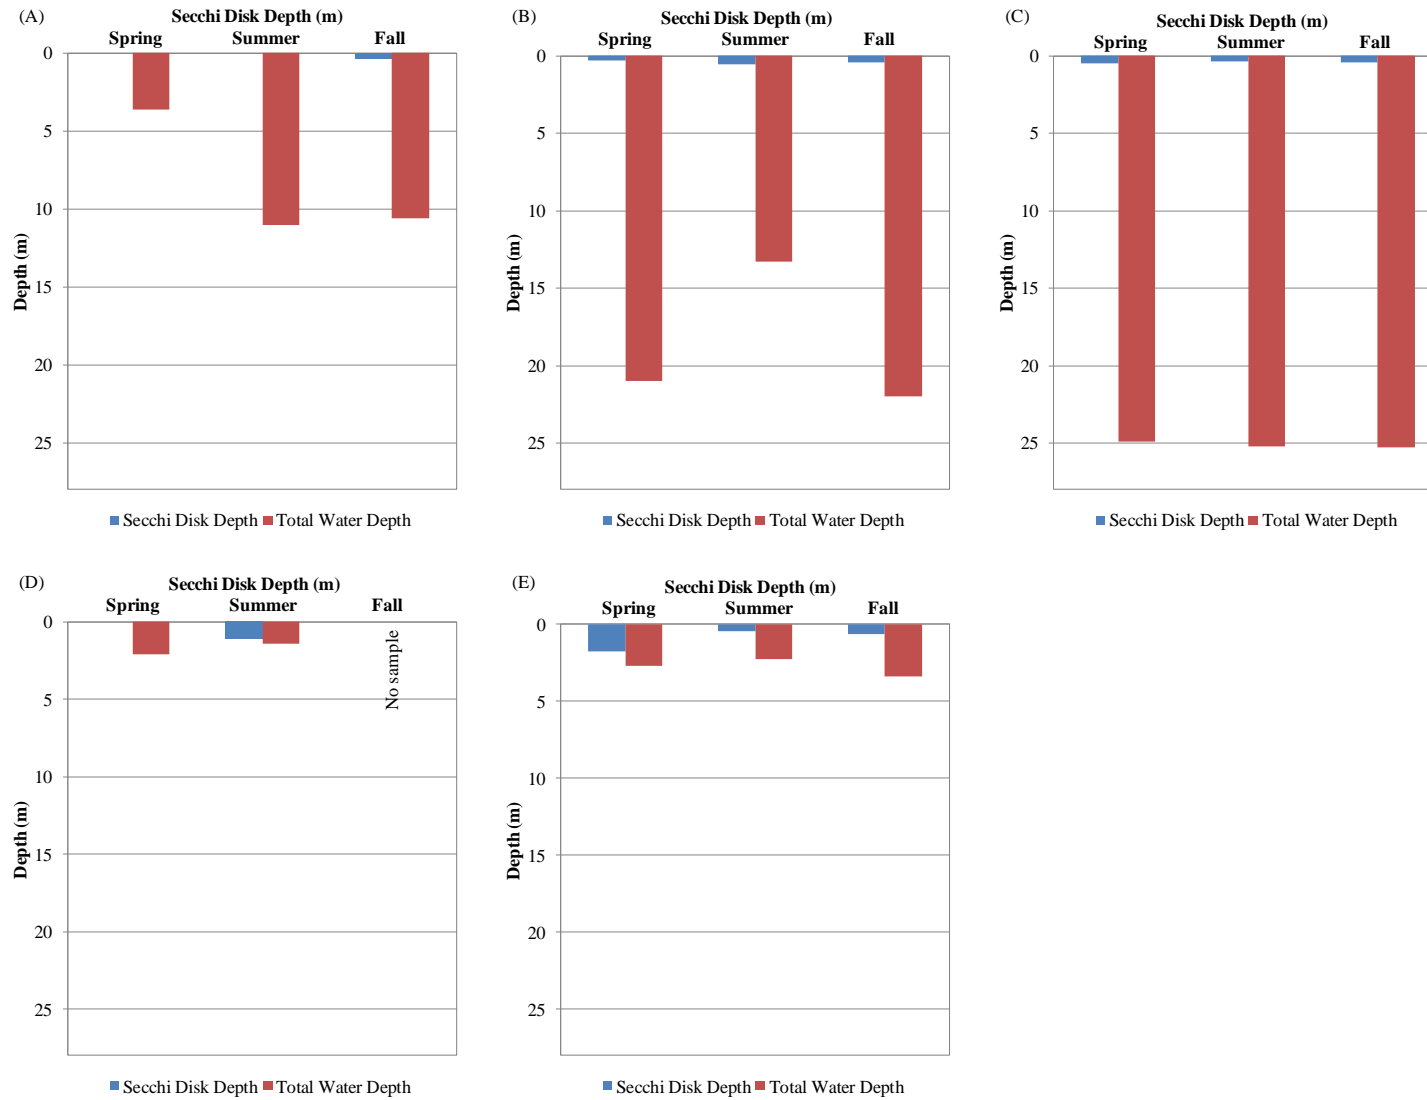 (A)
Secchi Disk Depth (m)
Spring Summer Fall
0
5
10
15
20
25
Depth (m)
Secchi Disk Depth Total Water Depth
(B)
Secchi Disk Depth (m)
Spring Summer Fall
0
5
10
15
20
25
Depth (m)
Secchi Disk Depth Total Water Depth
(C)
Secchi Disk Depth (m)
Spring Summer Fall
0
5
10
15
20
25
Depth (m)
Secchi Disk Depth Total Water Depth
(D)
Secchi Disk Depth (m)
Spring Summer Fall
0
5
10
15
20
25
Depth (m)
No sample
Secchi Disk Depth Total Water Depth
(E)
Secchi Disk Depth (m)
Spring Summer Fall
0
5
10
15
20
25
Depth (m)
Secchi Disk Depth Total Water Depth